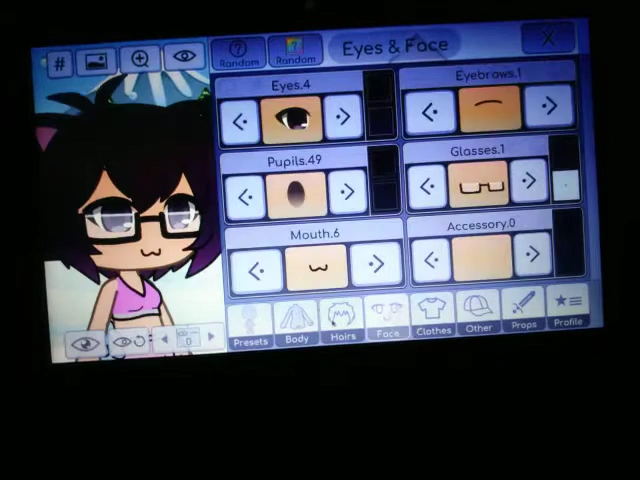 #
Random
Random
Eyes & Face
X
Eyes.4
Eyebrows.1
Pupils.49
Glasses.1
Mouth.6
Accessory.0
0
Presets
Body
Hairs
Face
Clothes
Other
Props
Profile